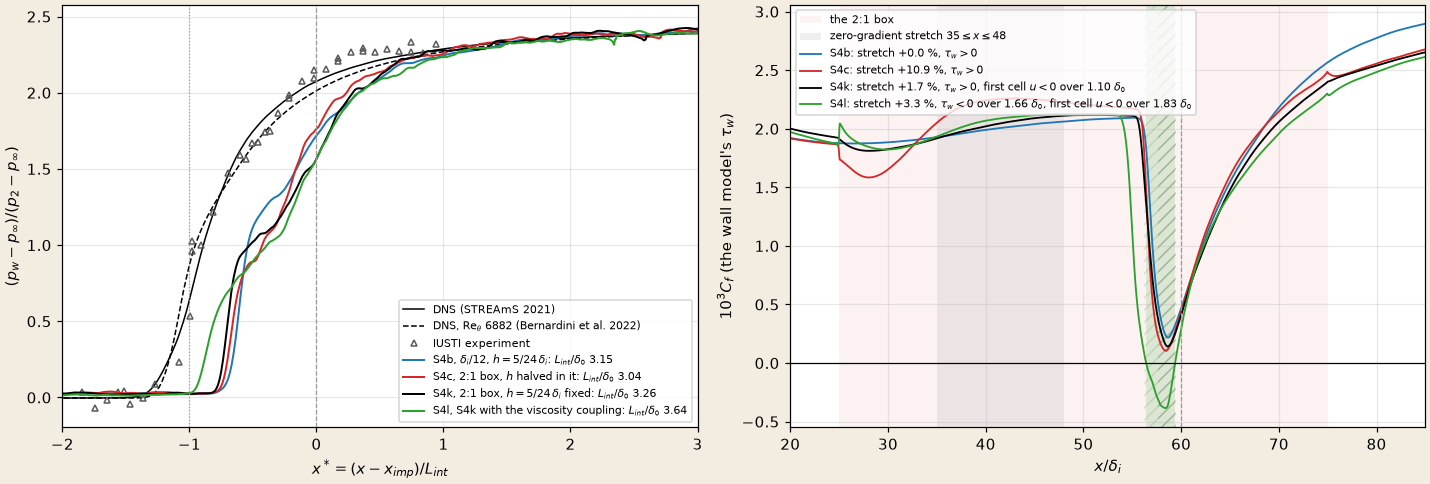 2.5
2.0
1.5
1.0
0.5
0.0
(p_w − p_∞)/(p_2 − p_∞)
DNS (STREAmS 2021)
DNS, Re_θ 6882 (Bernardini et al. 2022)
IUSTI experiment
S4b, δ_i/12, h = 5/24 δ_i: L_int/δ_0 3.15
S4c, 2:1 box, h halved in it: L_int/δ_0 3.04
S4k, 2:1 box, h = 5/24 δ_i fixed: L_int/δ_0 3.26
S4l, S4k with the viscosity coupling: L_int/δ_0 3.64
−2 −1 0 1 2 3
x* = (x − x_imp)/L_int
3.0
2.5
2.0
1.5
1.0
0.5
0.0
−0.5
10³C_f (the wall model's τ_w)
the 2:1 box
zero-gradient stretch 35 ≤ x ≤ 48
S4b: stretch +0.0 %, τ_w > 0
S4c: stretch +10.9 %, τ_w > 0
S4k: stretch +1.7 %, τ_w > 0, first cell u < 0 over 1.10 δ_0
S4l: stretch +3.3 %, τ_w < 0 over 1.66 δ_0, first cell u < 0 over 1.83 δ_0
20 30 40 50 60 70 80
x/δ_i